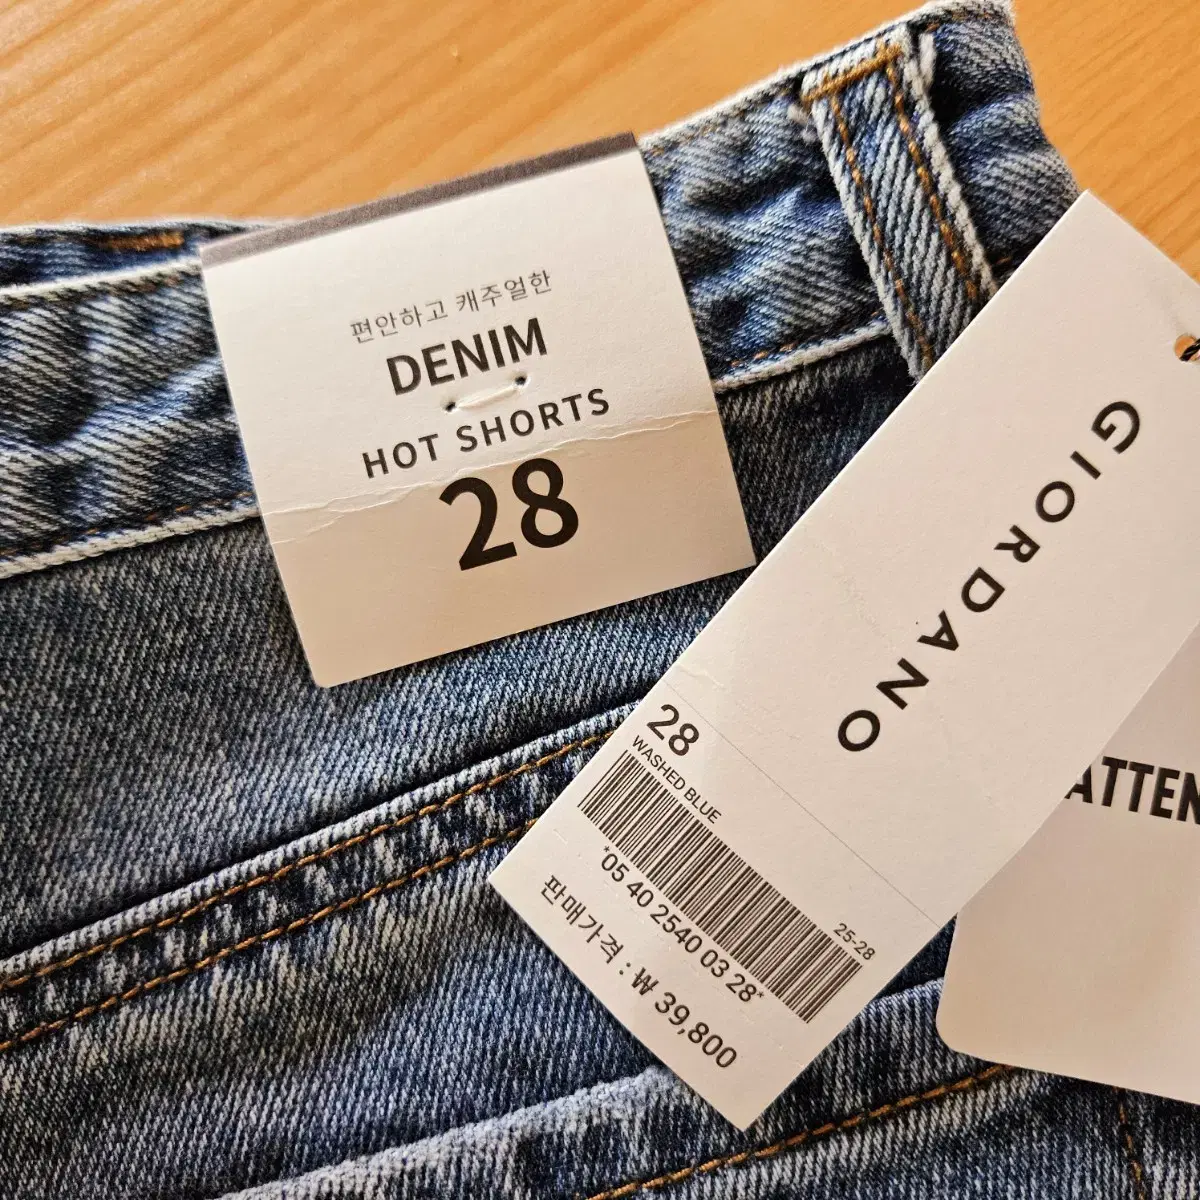 편안하고 캐주얼한
DENIM
HOT SHORTS
28
GIORDANO
28
WASHED BLUE
25-28
*05 40 2540 03 28*
판매가격 : ₩ 39,800
ATTEN